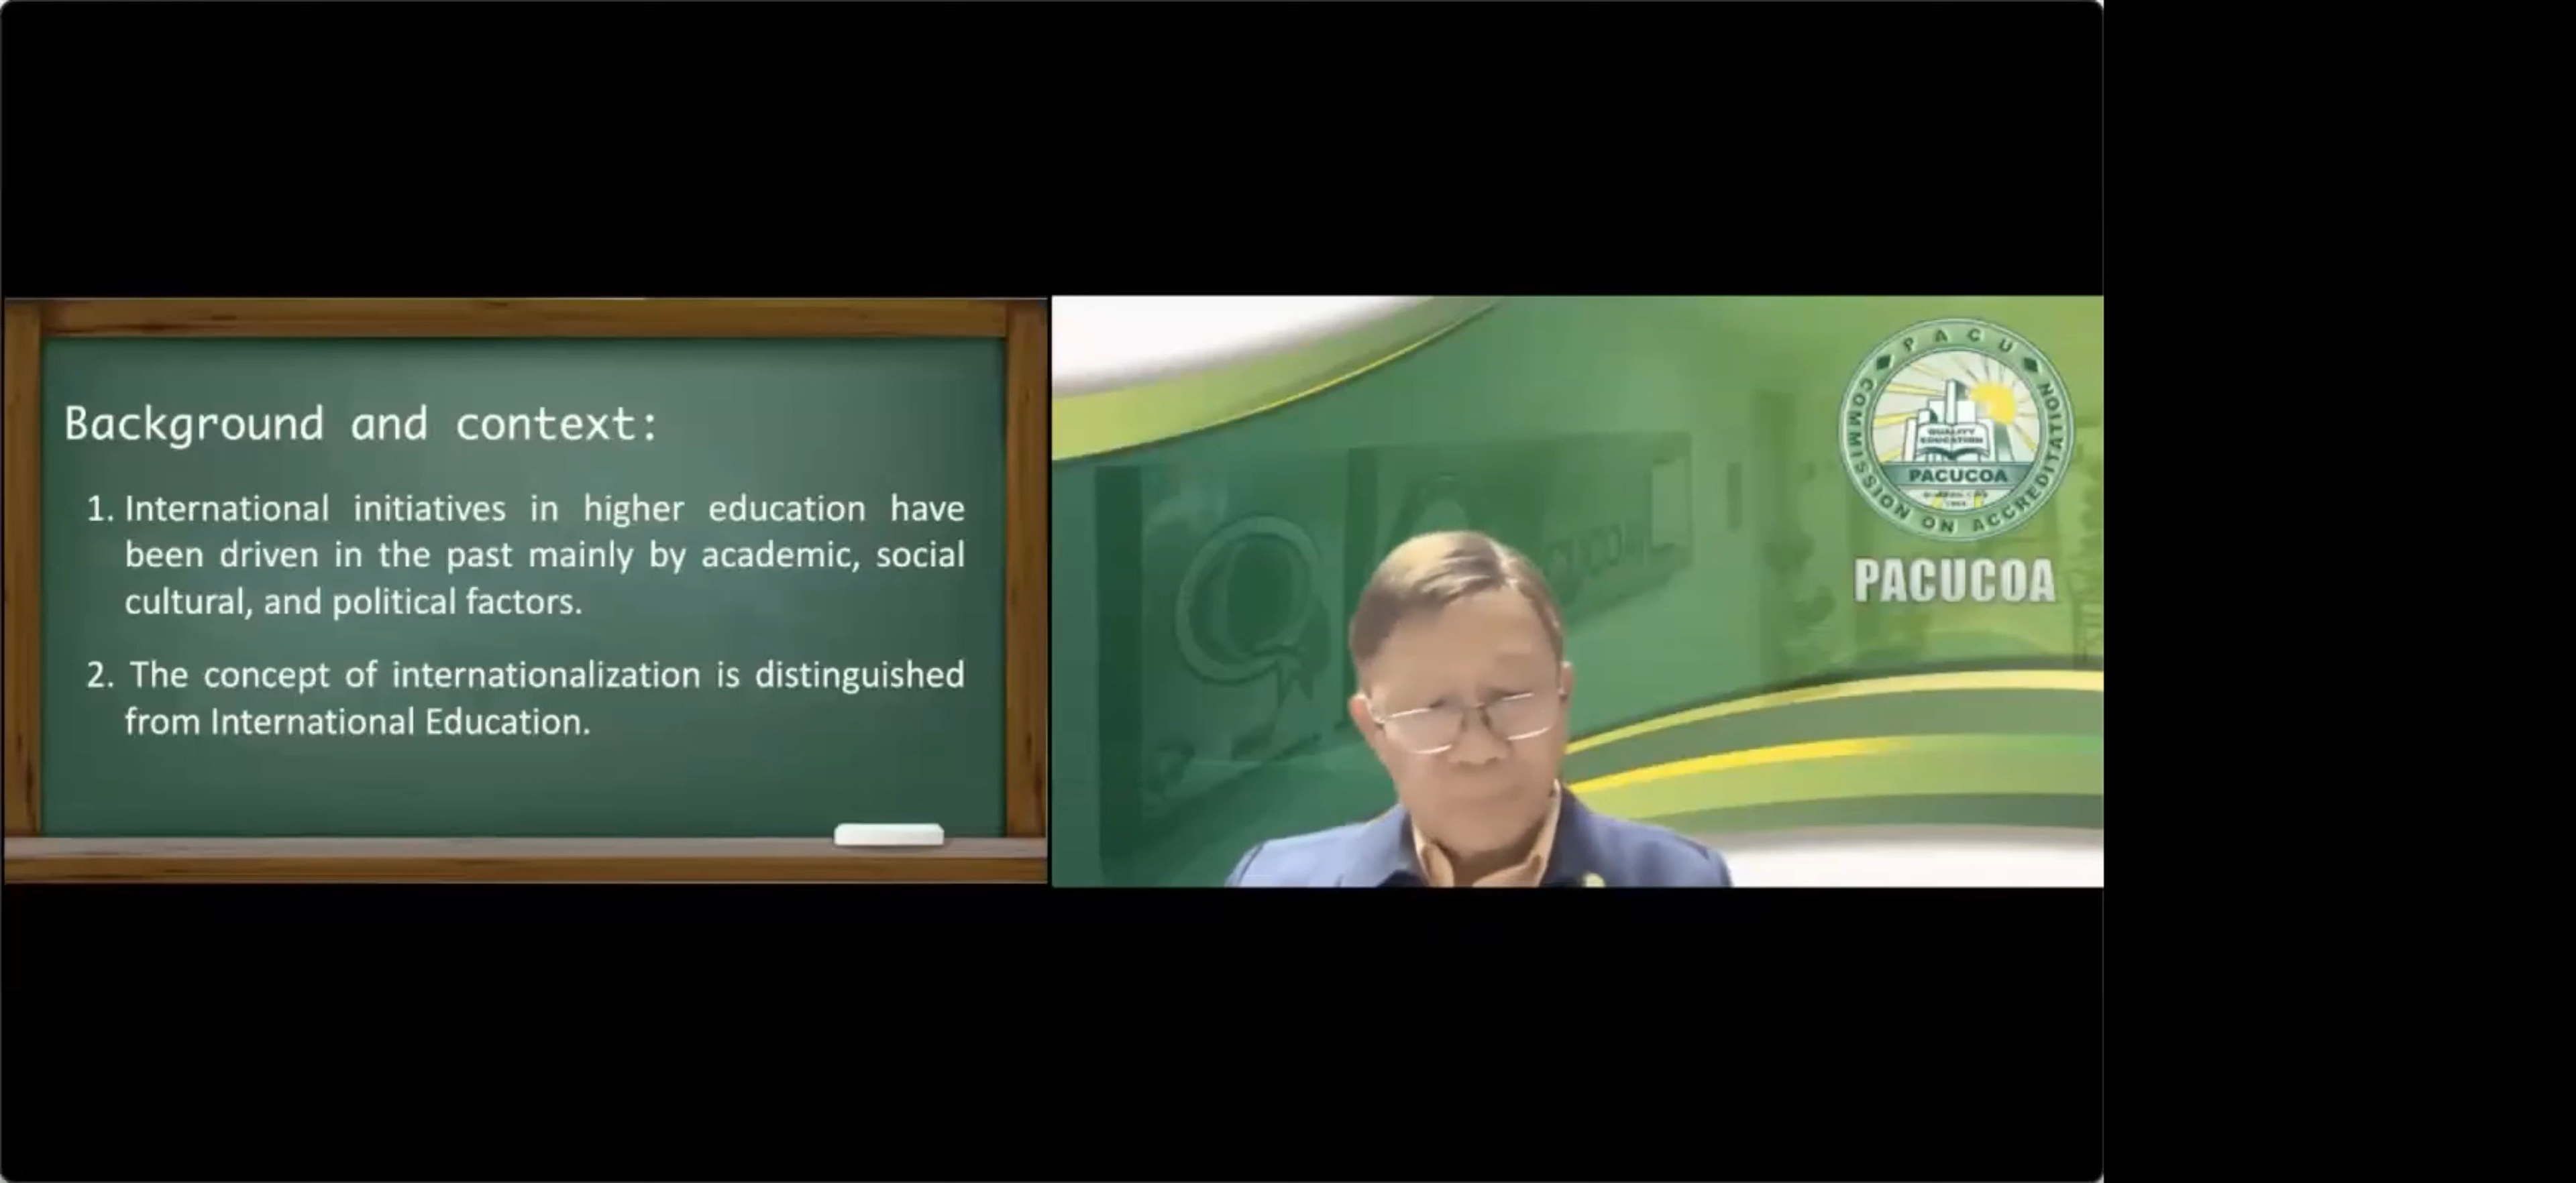 Background and context:
1. International initiatives in higher education have
been driven in the past mainly by academic, social
cultural, and political factors.
2. The concept of internationalization is distinguished
from International Education.
PACU
COMMISSION ON ACCREDITATION
QUALITY
EDUCATION
PACUCOA
PACUCOA